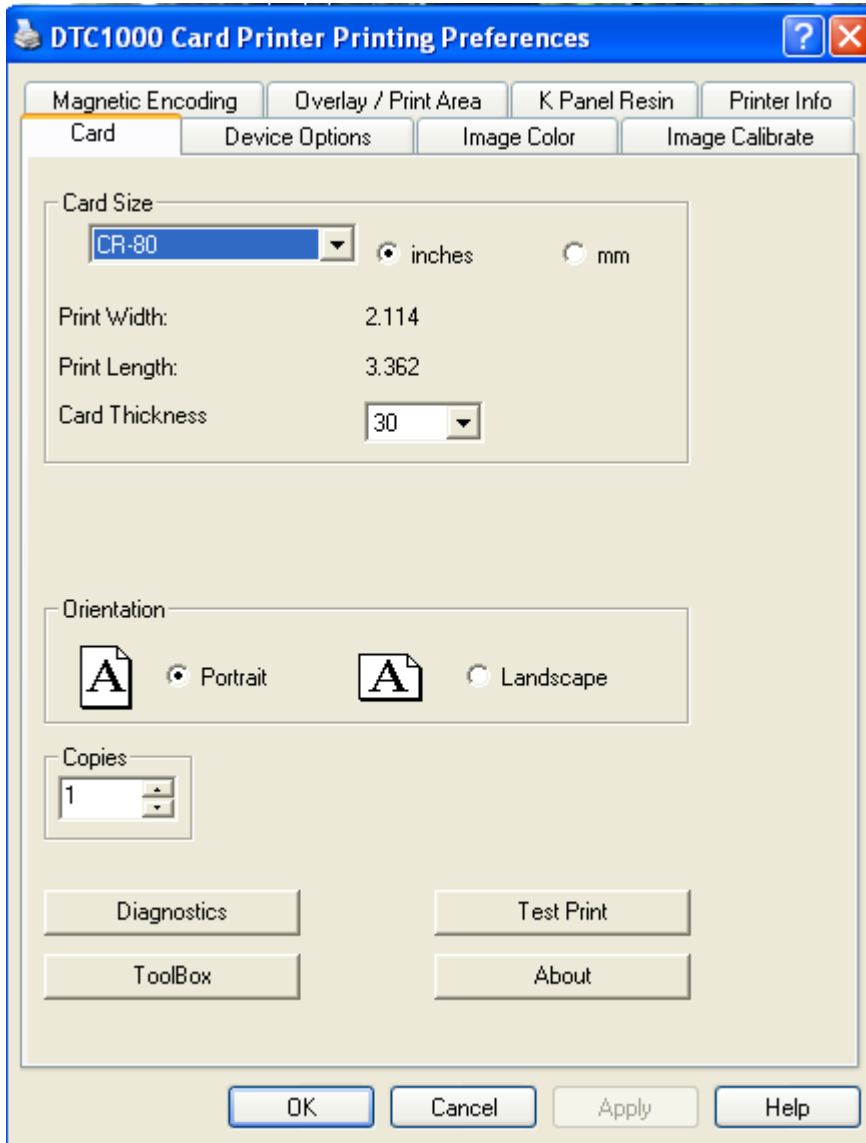 DTC1000 Card Printer Printing Preferences
Magnetic Encoding Overlay / Print Area K Panel Resin Printer Info
Card Device Options Image Color Image Calibrate
Card Size
CR-80 inches mm
Print Width: 2.114
Print Length: 3.362
Card Thickness 30
Orientation
A Portrait A Landscape
Copies
1
Diagnostics Test Print
ToolBox About
OK Cancel Apply Help